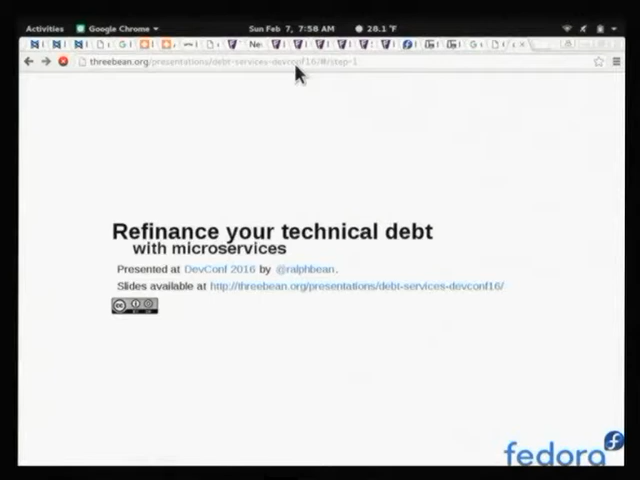 Activities Google Chrome Sun Feb 7, 7:58 AM 28.1 °F
threebean.org/presentations/debt-services-devconf16/#/step-1
Refinance your technical debt
with microservices
Presented at DevConf 2016 by @ralphbean.
Slides available at http://threebean.org/presentations/debt-services-devconf16/
fedora